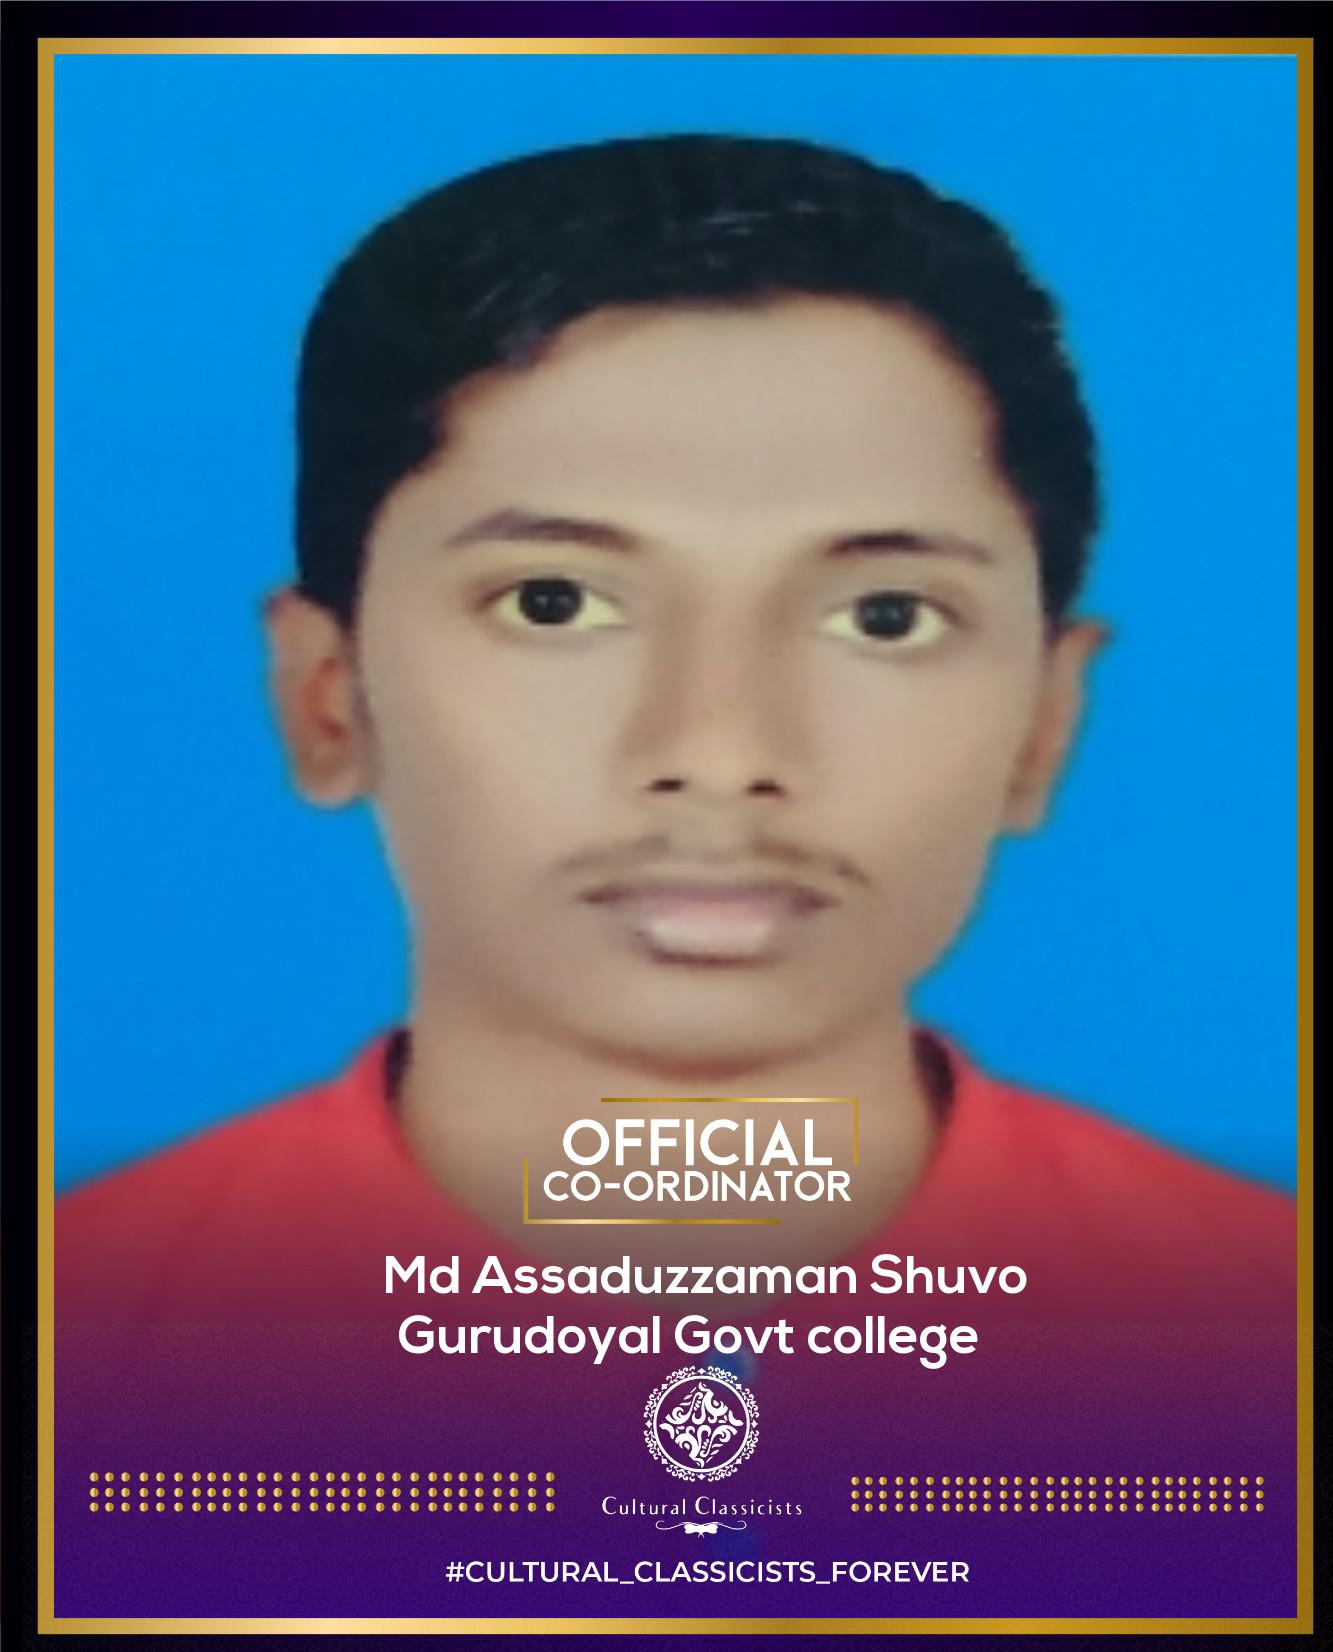 OFFICIAL
CO-ORDINATOR
Md Assaduzzaman Shuvo
Gurudoyal Govt college
Cultural Classicists
#CULTURAL_CLASSICISTS_FOREVER